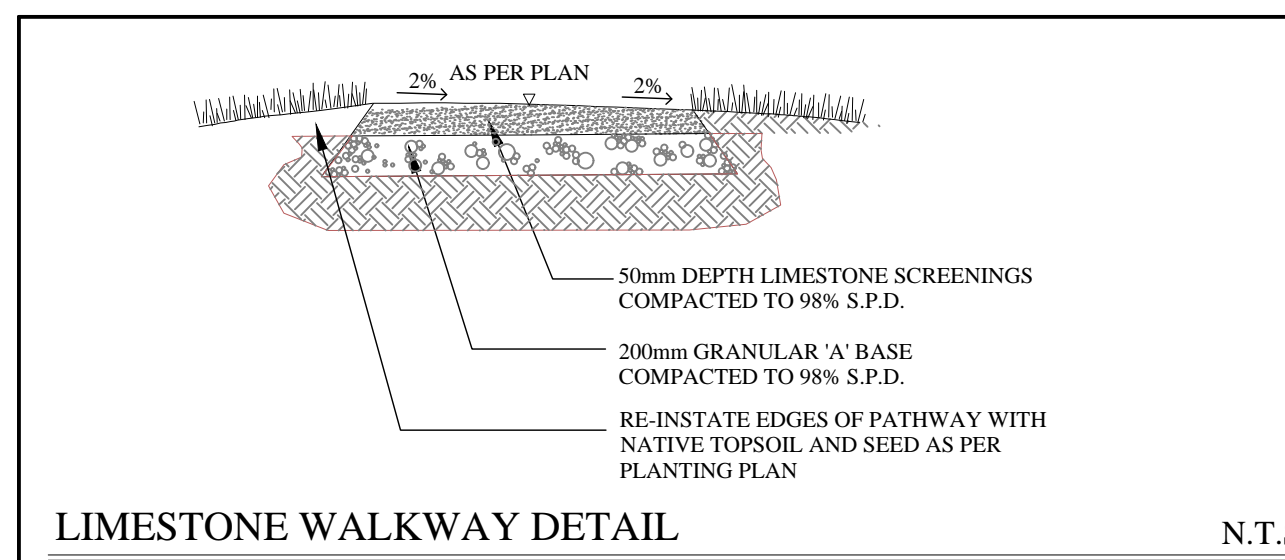 2% AS PER PLAN 2%
50mm DEPTH LIMESTONE SCREENINGS
COMPACTED TO 98% S.P.D.
200mm GRANULAR 'A' BASE
COMPACTED TO 98% S.P.D.
RE-INSTATE EDGES OF PATHWAY WITH
NATIVE TOPSOIL AND SEED AS PER
PLANTING PLAN
LIMESTONE WALKWAY DETAIL
N.T.